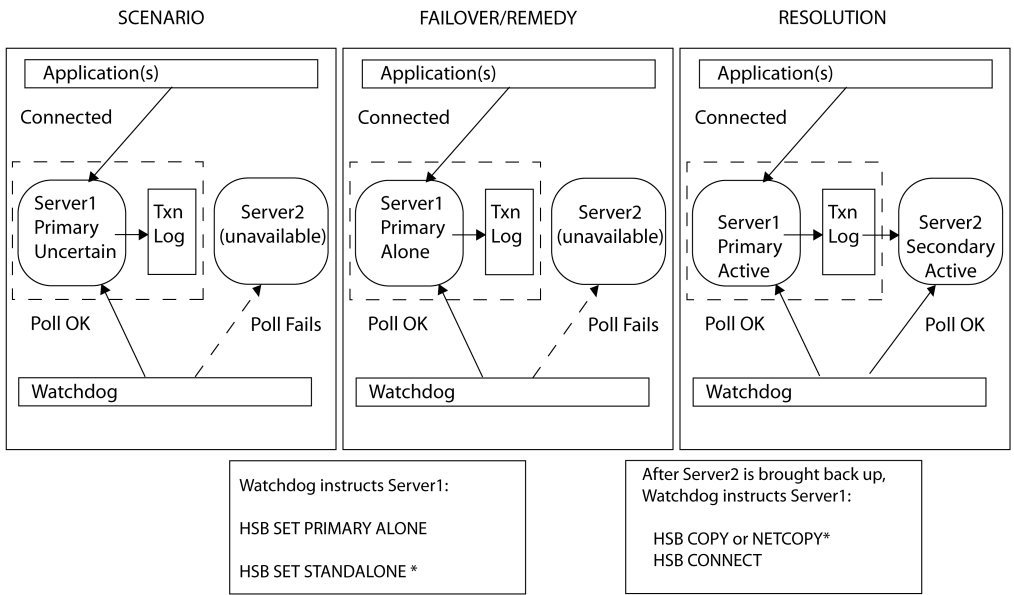 SCENARIO
FAILOVER/REMEDY
RESOLUTION
Application(s)
Connected
Server1
Primary
Uncertain
Txn
Log
Server2
(unavailable)
Poll OK
Poll Fails
Watchdog
Application(s)
Connected
Server1
Primary
Alone
Txn
Log
Server2
(unavailable)
Poll OK
Poll Fails
Watchdog
Application(s)
Connected
Server1
Primary
Active
Txn
Log
Server2
Secondary
Active
Poll OK
Poll OK
Watchdog
Watchdog instructs Server1:
HSB SET PRIMARY ALONE
HSB SET STANDALONE *
After Server2 is brought back up,
Watchdog instructs Server1:
HSB COPY or NETCOPY*
HSB CONNECT